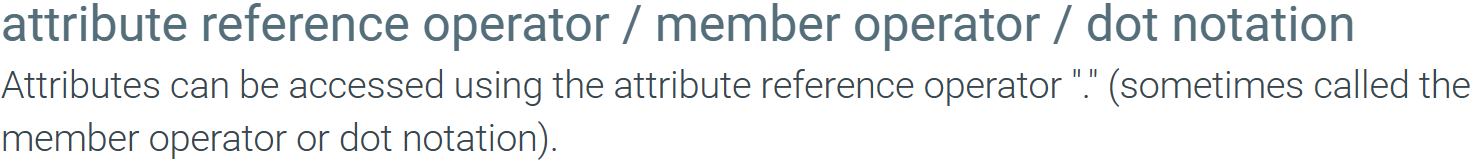 attribute reference operator / member operator / dot notation
Attributes can be accessed using the attribute reference operator "." (sometimes called the
member operator or dot notation).